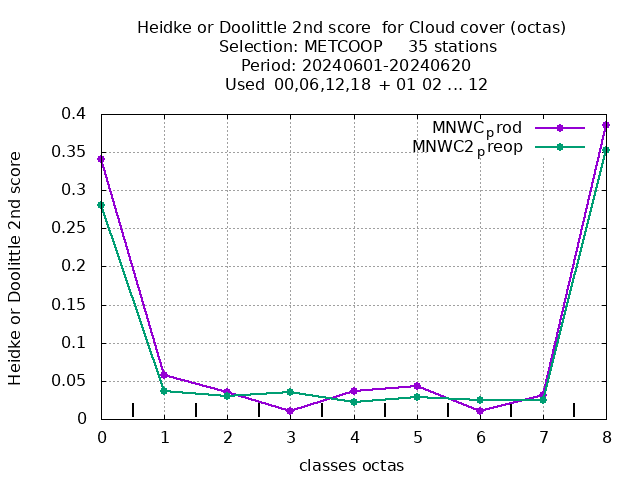 Heidke or Doolittle 2nd score  for Cloud cover (octas)
Selection: METCOOP     35 stations
Period: 20240601-20240620
Used  00,06,12,18 + 01 02 ... 12
MNWC_prod
MNWC2_preop
Heidke or Doolittle 2nd score
0.4
0.35
0.3
0.25
0.2
0.15
0.1
0.05
0
0 1 2 3 4 5 6 7 8
classes octas